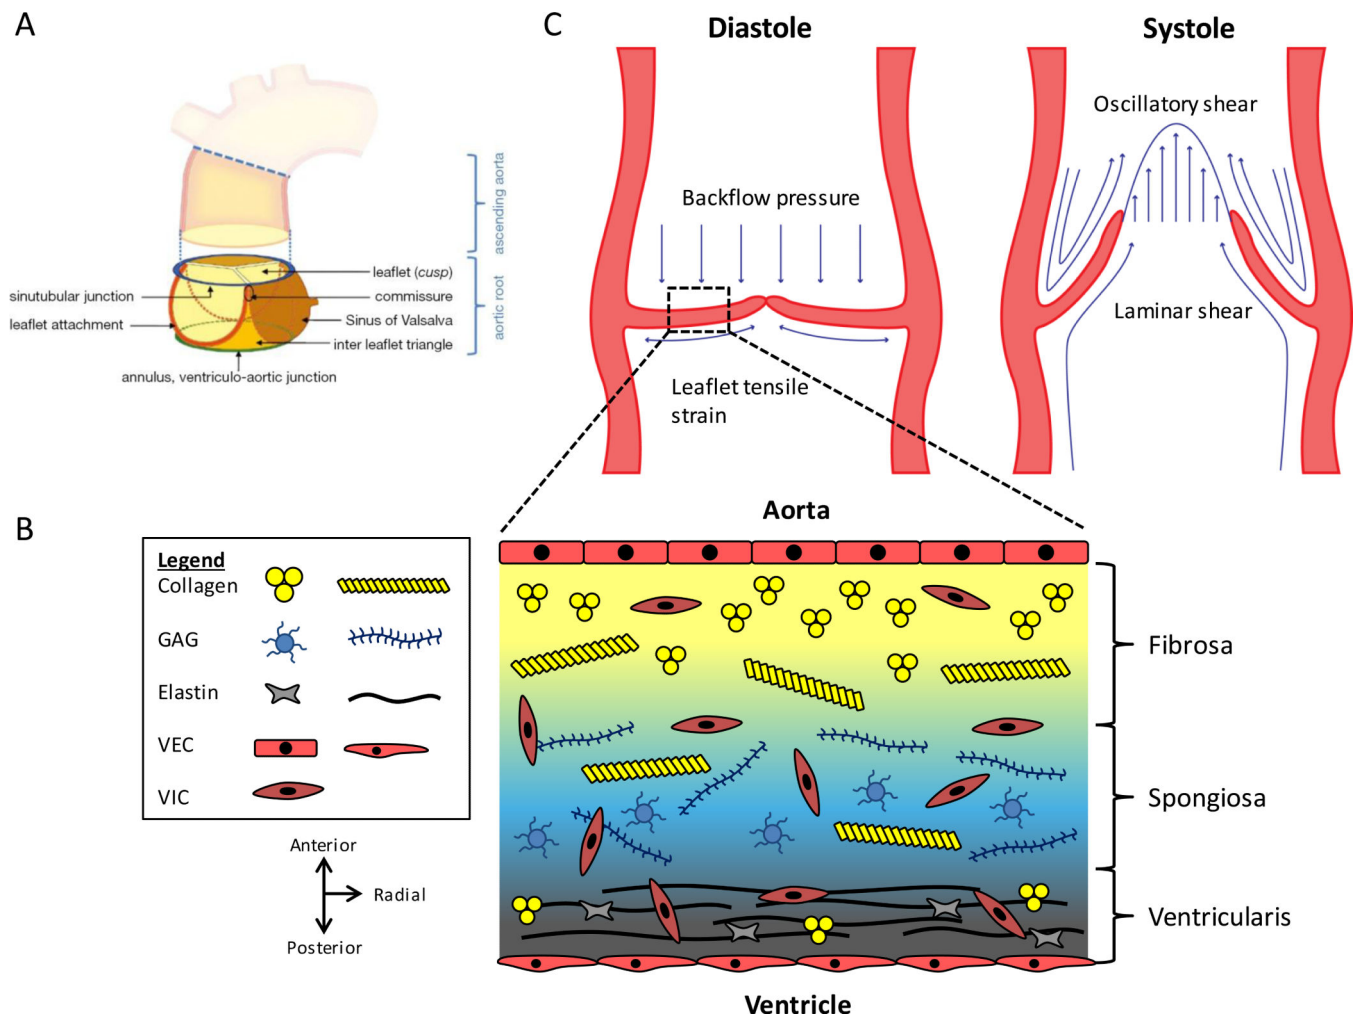 A
ascending aorta
aortic root
leaflet (cusp)
sinutubular junction
commissure
leaflet attachment
Sinus of Valsalva
inter leaflet triangle
annulus, ventriculo-aortic junction
C
Diastole
Systole
Oscillatory shear
Backflow pressure
Laminar shear
Leaflet tensile
strain
B
Legend
Collagen
GAG
Elastin
VEC
VIC
Anterior
Radial
Posterior
Aorta
Fibrosa
Spongiosa
Ventricularis
Ventricle